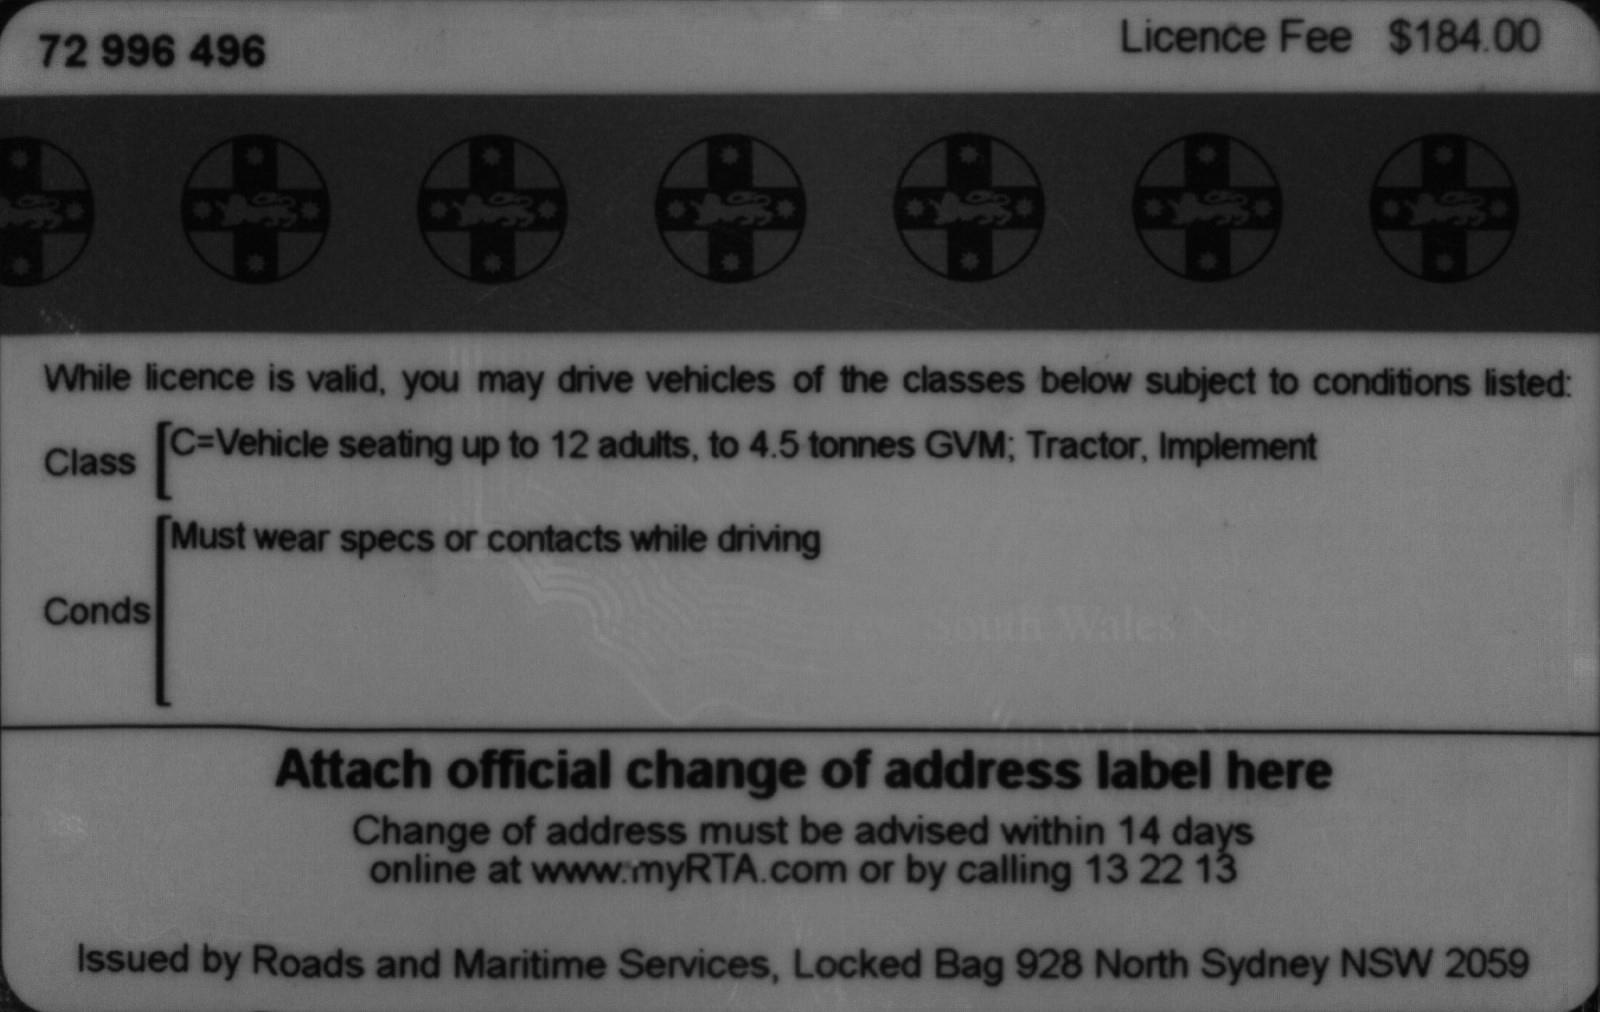 72 996 496
Licence Fee $184.00
While licence is valid, you may drive vehicles of the classes below subject to conditions listed:
Class
C=Vehicle seating up to 12 adults, to 4.5 tonnes GVM; Tractor, Implement
Must wear specs or contacts while driving
Conds
South Wales
Wales
Attach official change of address label here
Change of address must be advised within 14 days
online at www.myRTA.com or by calling 13 22 13
Issued by Roads and Maritime Services, Locked Bag 928 North Sydney NSW 2059